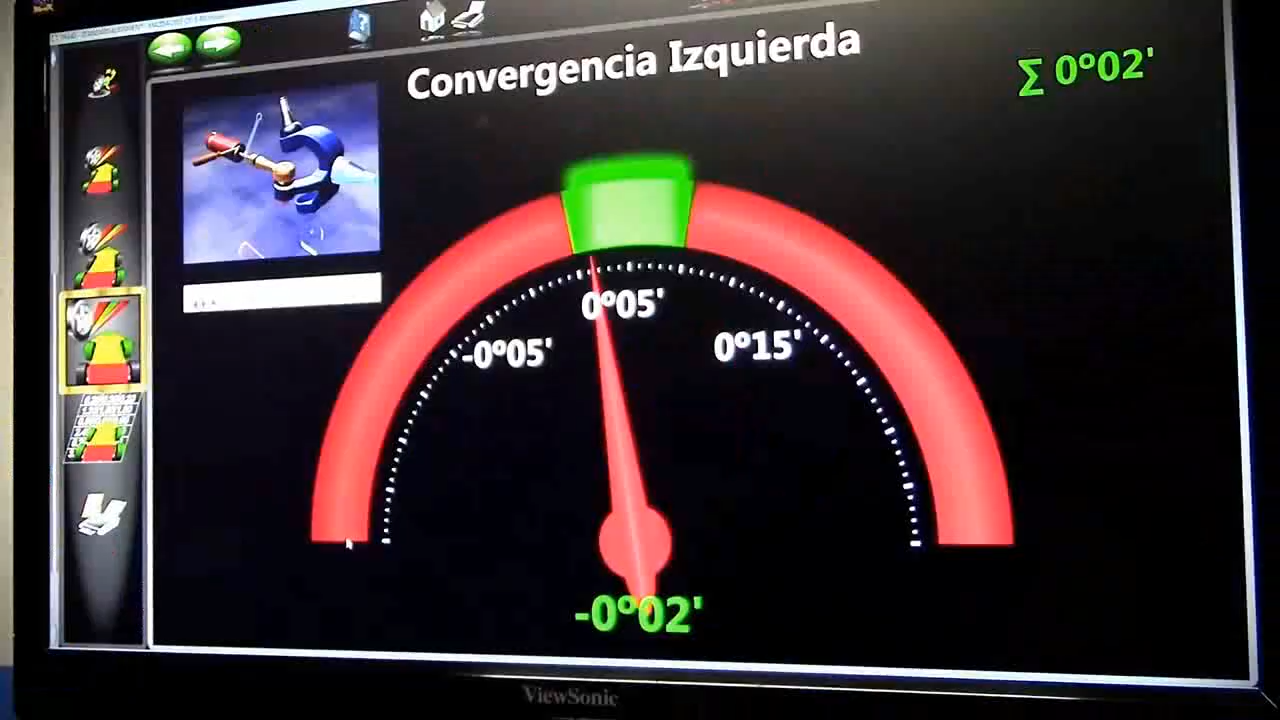 Convergencia Izquierda
∑ 0º02'
0º05'
-0º05'
0º15'
-0º02'
ViewSonic